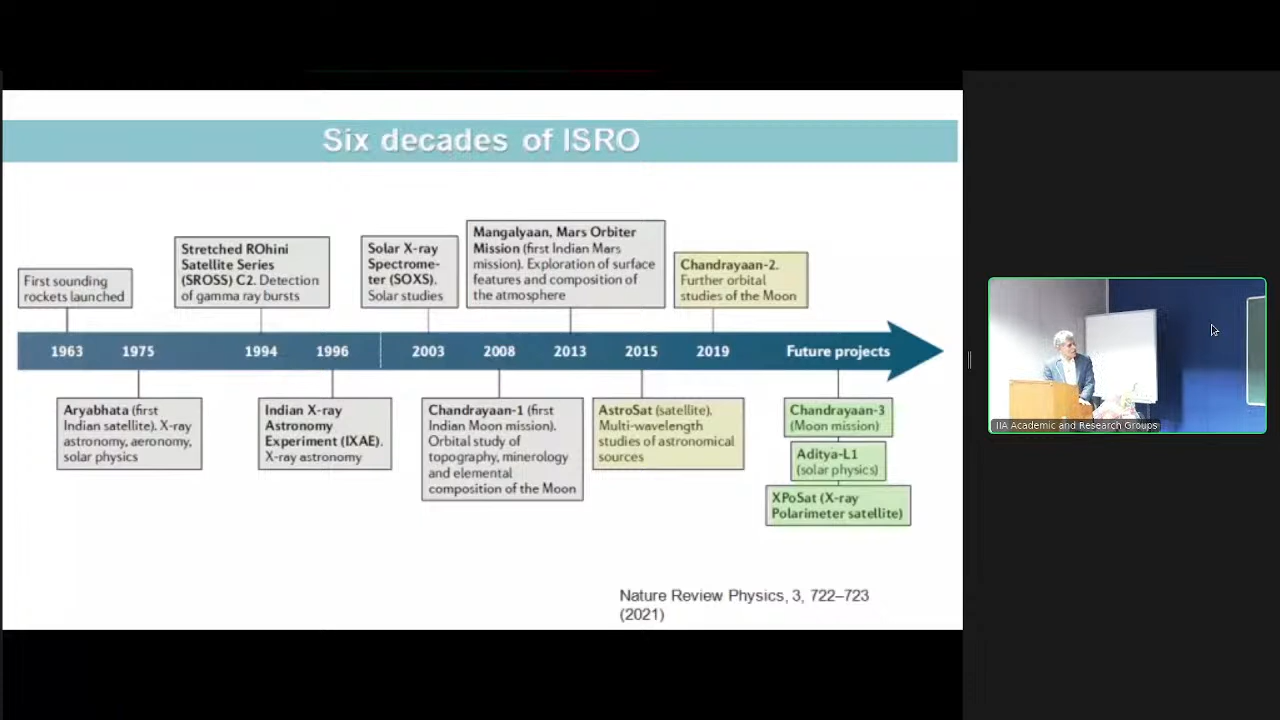 Six decades of ISRO
First sounding
rockets launched
Stretched ROhini
Satellite Series
(SROSS) C2. Detection
of gamma ray bursts
Solar X-ray
Spectrome-
ter (SOXS).
Solar studies
Mangalyaan, Mars Orbiter
Mission (first Indian Mars
mission). Exploration of surface
features and composition of
the atmosphere
Chandrayaan-2.
Further orbital
studies of the Moon
1963 1975 1994 1996 2003 2008 2013 2015 2019 Future projects
Aryabhata (first
Indian satellite). X-ray
astronomy, aeronomy,
solar physics
Indian X-ray
Astronomy
Experiment (IXAE).
X-ray astronomy
Chandrayaan-1 (first
Indian Moon mission).
Orbital study of
topography, minerology
and elemental
composition of the Moon
AstroSat (satellite).
Multi-wavelength
studies of astronomical
sources
Chandrayaan-3
(Moon mission)
Aditya-L1
(solar physics)
XPoSat (X-ray
Polarimeter satellite)
Nature Review Physics, 3, 722–723
(2021)
IIA Academic and Research Groups